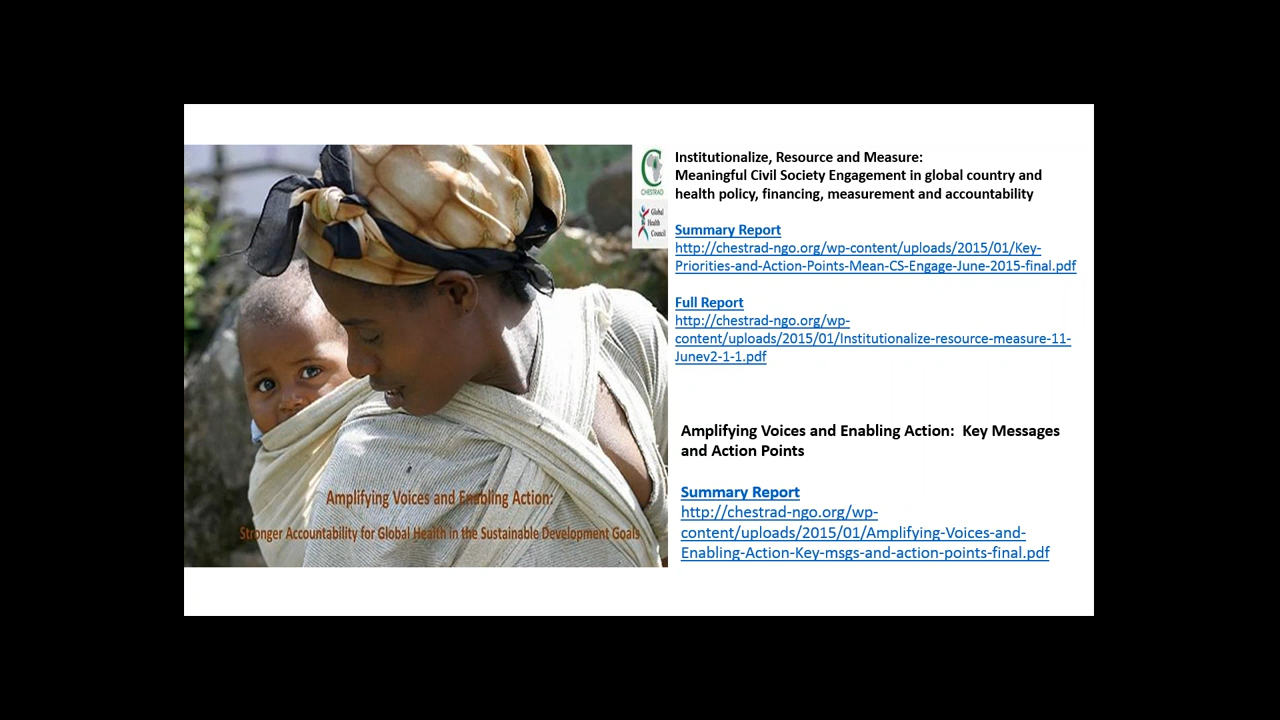 CHESTRAD
Global
Health
Council
Amplifying Voices and Enabling Action:
Stronger Accountability for Global Health in the Sustainable Development Goals
Institutionalize, Resource and Measure:
Meaningful Civil Society Engagement in global country and
health policy, financing, measurement and accountability
Summary Report
http://chestrad-ngo.org/wp-content/uploads/2015/01/Key-
Priorities-and-Action-Points-Mean-CS-Engage-June-2015-final.pdf
Full Report
http://chestrad-ngo.org/wp-
content/uploads/2015/01/Institutionalize-resource-measure-11-
Junev2-1-1.pdf
Amplifying Voices and Enabling Action:  Key Messages
and Action Points
Summary Report
http://chestrad-ngo.org/wp-
content/uploads/2015/01/Amplifying-Voices-and-
Enabling-Action-Key-msgs-and-action-points-final.pdf